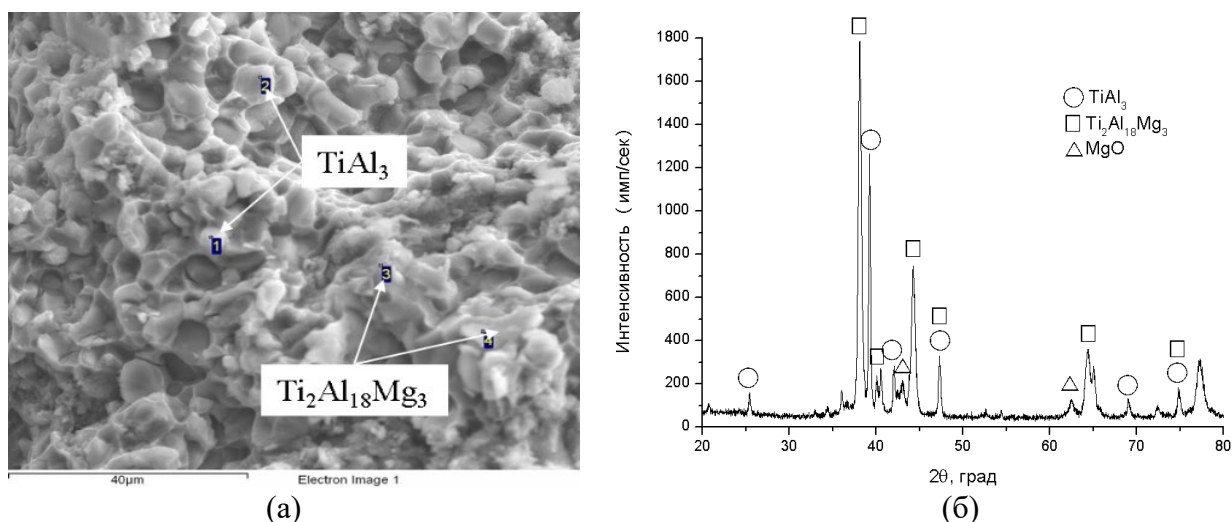 2
TiAl₃
1
3
4
Ti₂Al₁₈Mg₃
40µm
Electron Image 1
(а)
Интенсивность ( имп/сек)
1800
1600
1400
1200
1000
800
600
400
200
0
TiAl₃
Ti₂Al₁₈Mg₃
MgO
20 30 40 50 60 70 80
2θ, град
(б)